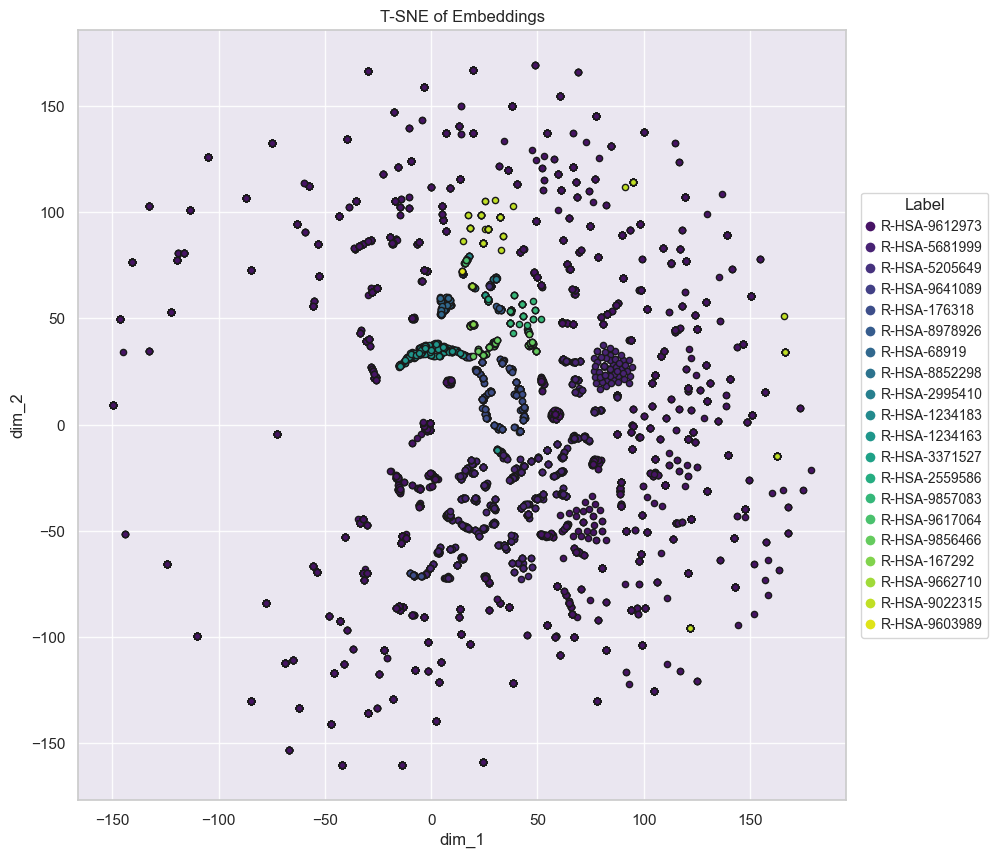 T-SNE of Embeddings
150
100
50
0
−50
−100
−150
dim_2
−150
−100
−50
0
50
100
150
dim_1
Label
R-HSA-9612973
R-HSA-5681999
R-HSA-5205649
R-HSA-9641089
R-HSA-176318
R-HSA-8978926
R-HSA-68919
R-HSA-8852298
R-HSA-2995410
R-HSA-1234183
R-HSA-1234163
R-HSA-3371527
R-HSA-2559586
R-HSA-9857083
R-HSA-9617064
R-HSA-9856466
R-HSA-167292
R-HSA-9662710
R-HSA-9022315
R-HSA-9603989